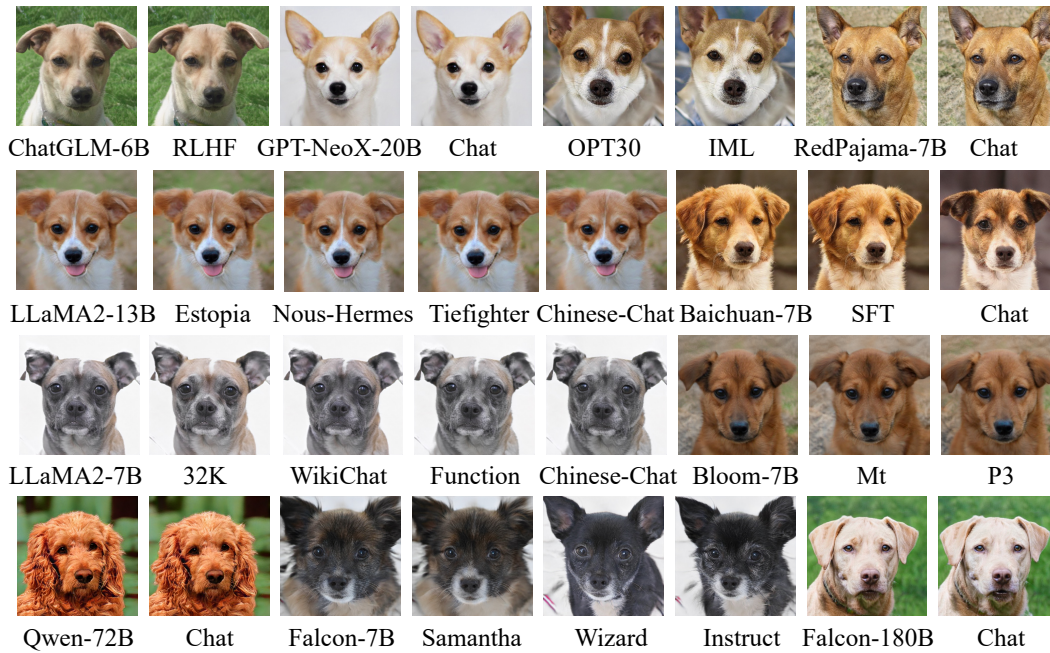 ChatGLM-6B RLHF GPT-NeoX-20B Chat OPT30 IML RedPajama-7B Chat
LLaMA2-13B Estopia Nous-Hermes Tiefighter Chinese-Chat Baichuan-7B SFT Chat
LLaMA2-7B 32K WikiChat Function Chinese-Chat Bloom-7B Mt P3
Qwen-72B Chat Falcon-7B Samantha Wizard Instruct Falcon-180B Chat